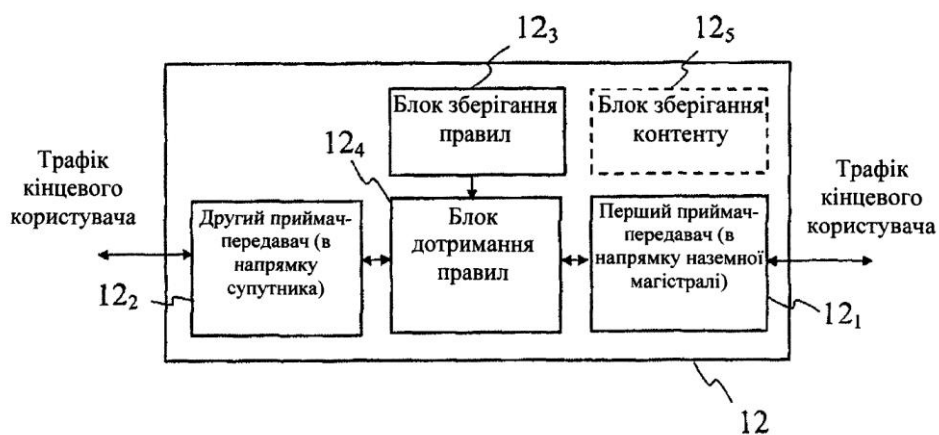 12₃
12₅
Блок зберігання
правил
Блок зберігання
контенту
12₄
Трафік
кінцевого
користувача
Трафік
кінцевого
користувача
Другий приймач-
передавач (в
напрямку
супутника)
Блок
дотримання
правил
Перший приймач-
передавач (в
напрямку наземної
магістралі)
12₂
12₁
12